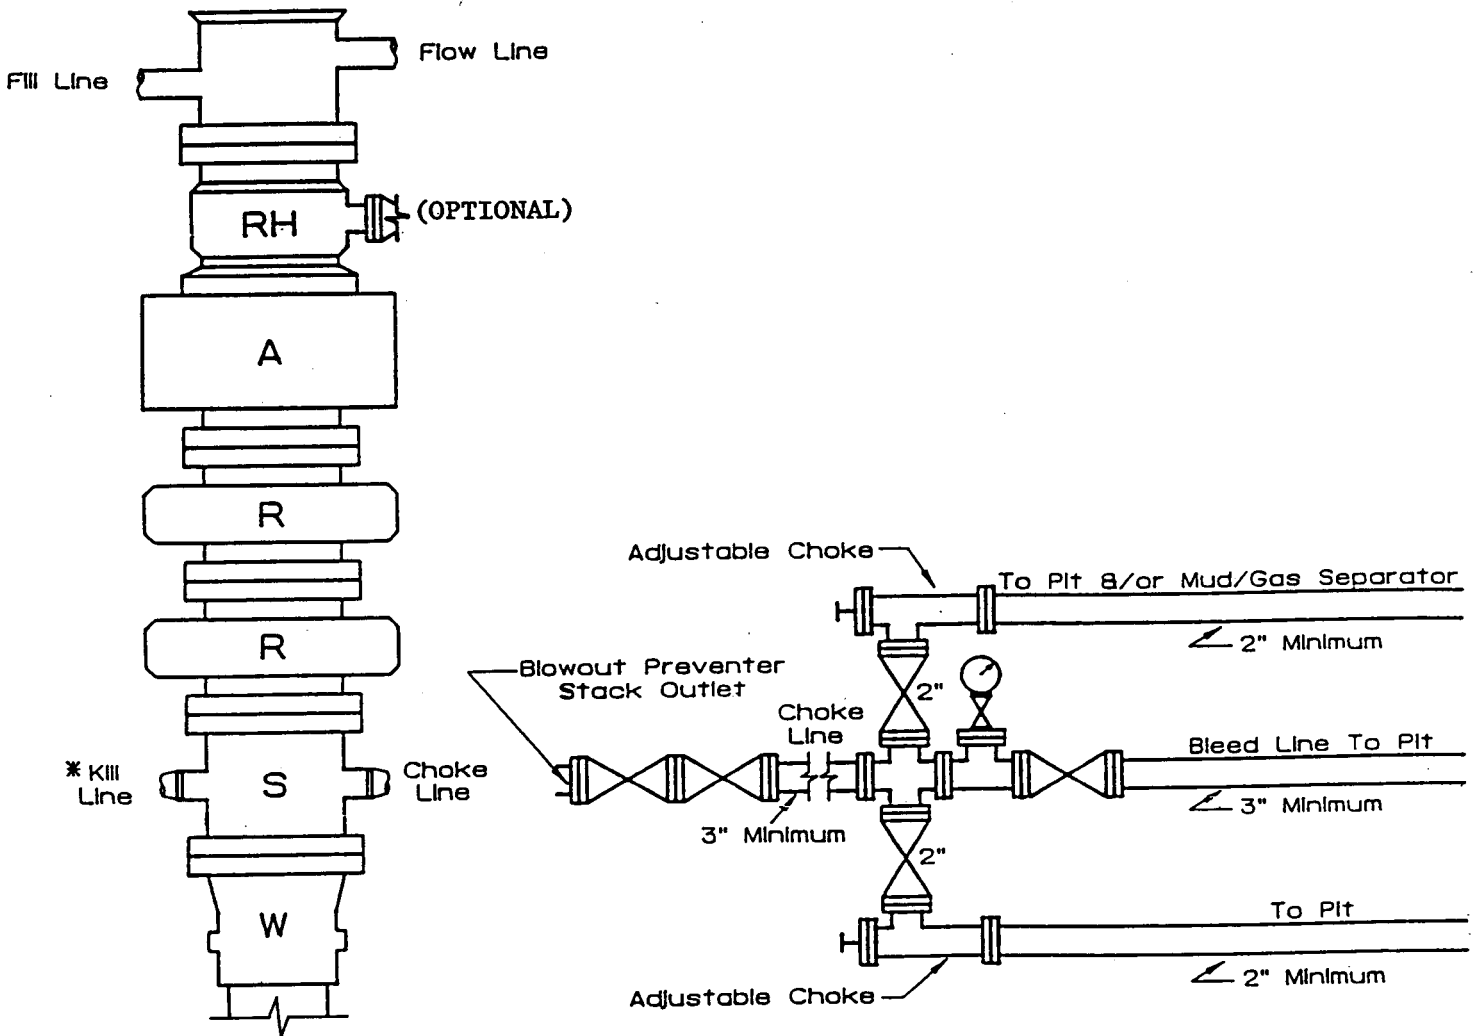 Flow Line
Fill Line
RH
(OPTIONAL)
A
R
R
* Kill
Line
S
Choke
Line
W
Adjustable Choke
To Pit &/or Mud/Gas Separator
2" Minimum
Blowout Preventer
Stack Outlet
2"
Choke
Line
Bleed Line To Pit
3" Minimum
3" Minimum
2"
To Pit
2" Minimum
Adjustable Choke